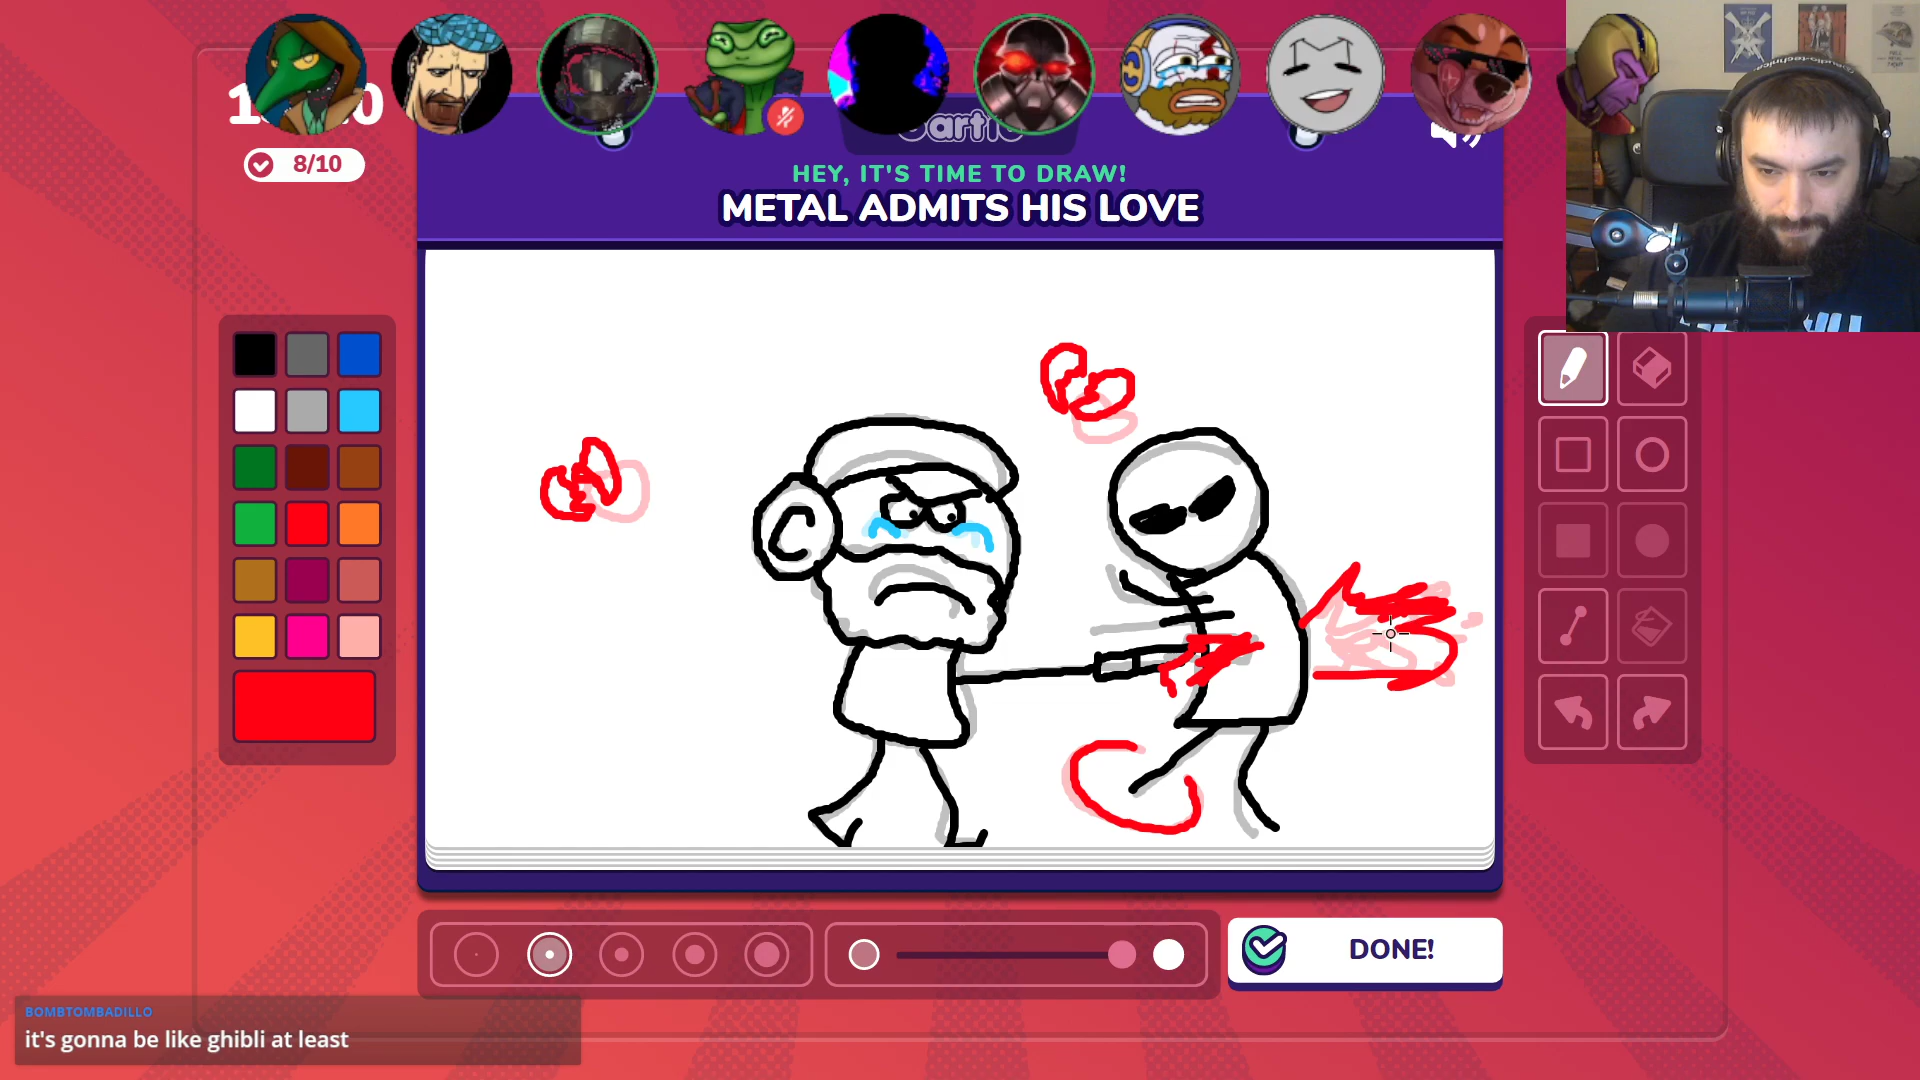 8/10
HEY, IT'S TIME TO DRAW!
METAL ADMITS HIS LOVE
DONE!
BOMBTOMBADILLO
it's gonna be like ghibli at least